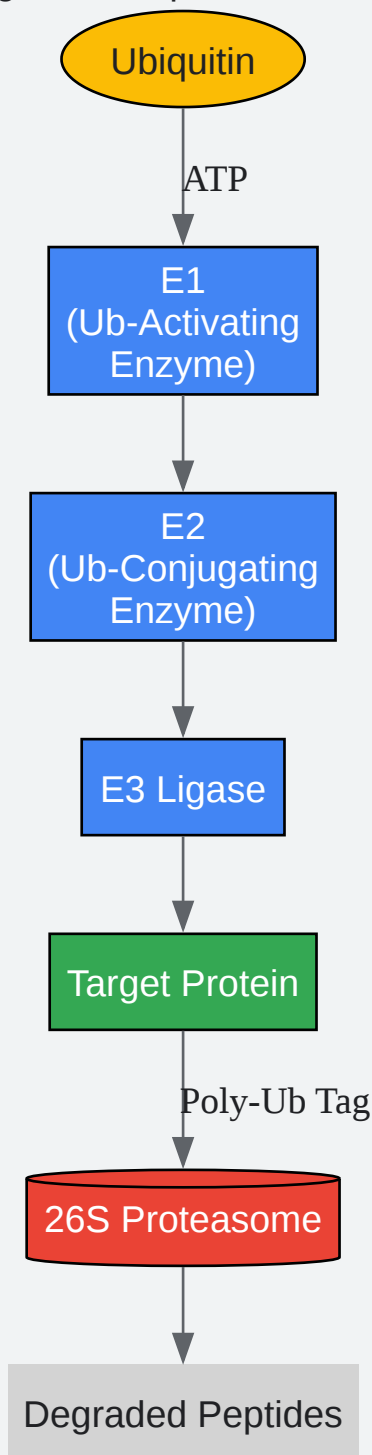 Ubiquitin
ATP
E1
(Ub-Activating
Enzyme)
E2
(Ub-Conjugating
Enzyme)
E3 Ligase
Target Protein
Poly-Ub Tag
26S Proteasome
Degraded Peptides